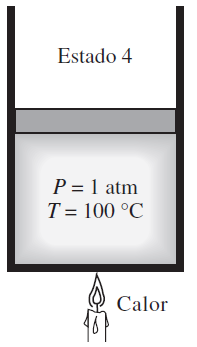 Estado 4
P = 1 atm
T = 100 °C
Calor